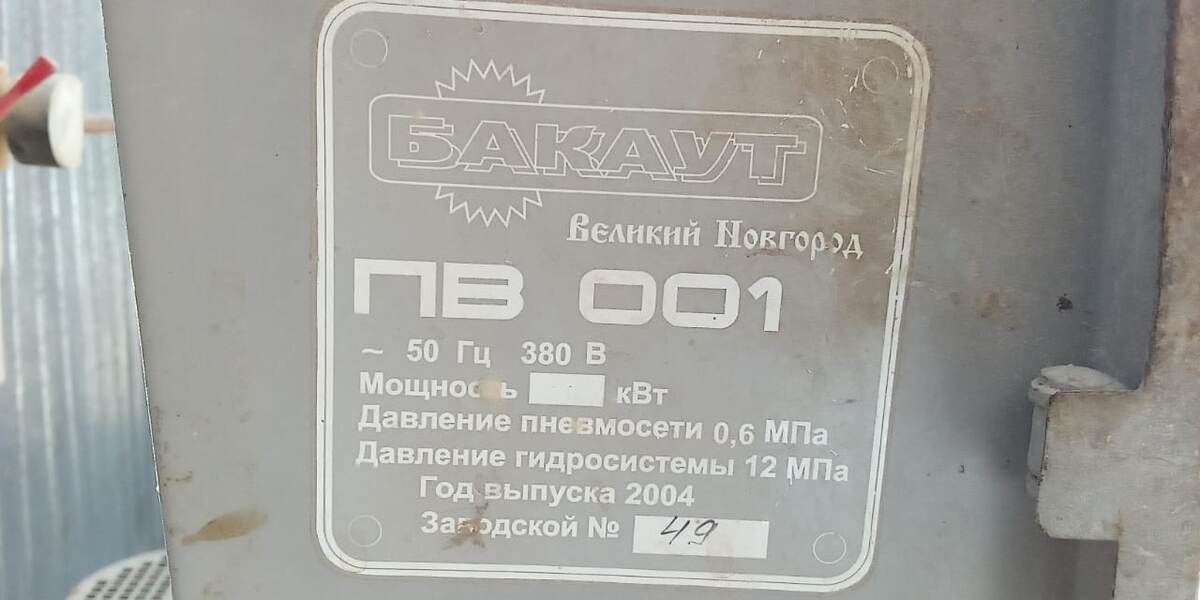 БАКАУТ
Великий Новгород
ПВ 001
~ 50 Гц 380 В
Мощность кВт
Давление пневмосети 0,6 МПа
Давление гидросистемы 12 МПа
Год выпуска 2004
Заводской № 49